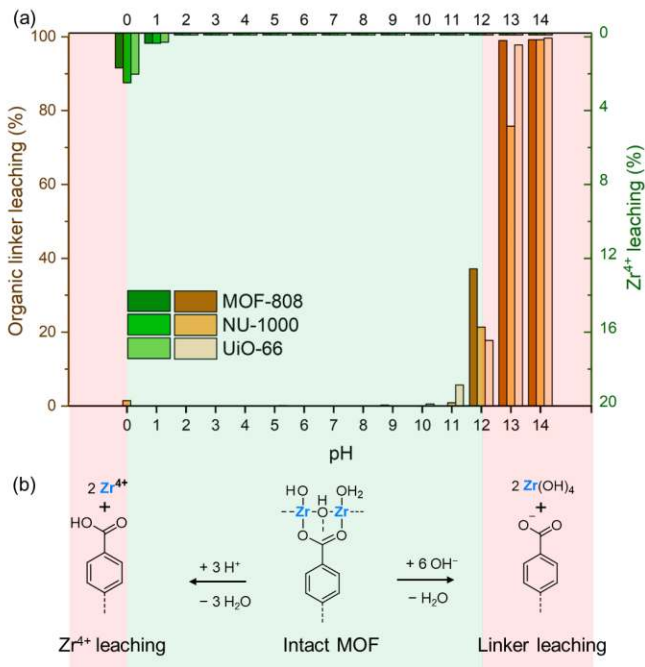 (a)
0 1 2 3 4 5 6 7 8 9 10 11 12 13 14
100
80
60
40
20
0
Organic linker leaching (%)
0
4
8
12
16
20
Zr⁴⁺ leaching (%)
MOF-808
NU-1000
UiO-66
0 1 2 3 4 5 6 7 8 9 10 11 12 13 14
pH
(b)
2 Zr⁴⁺
+
HO
O
HO
OH₂
H
Zr
O
Zr
O
O
2 Zr(OH)₄
+
⁻O
O
+ 3 H⁺
− 3 H₂O
+ 6 OH⁻
− H₂O
Zr⁴⁺ leaching
Intact MOF
Linker leaching